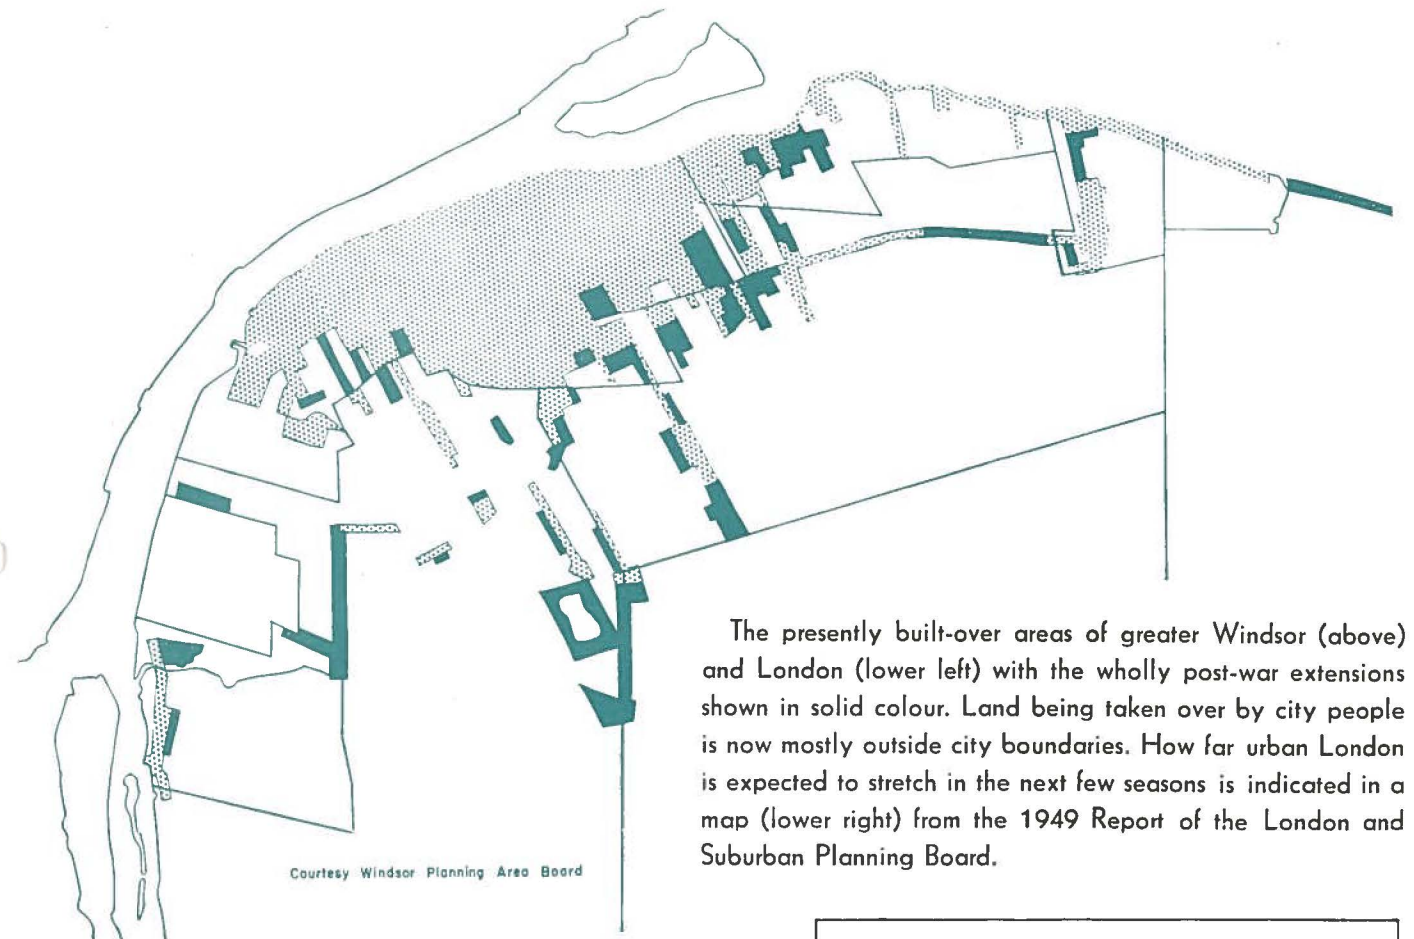 The presently built-over areas of greater Windsor (above)
and London (lower left) with the wholly post-war extensions
shown in solid colour. Land being taken over by city people
is now mostly outside city boundaries. How far urban London
is expected to stretch in the next few seasons is indicated in a
map (lower right) from the 1949 Report of the London and
Suburban Planning Board.
Courtesy Windsor Planning Area Board